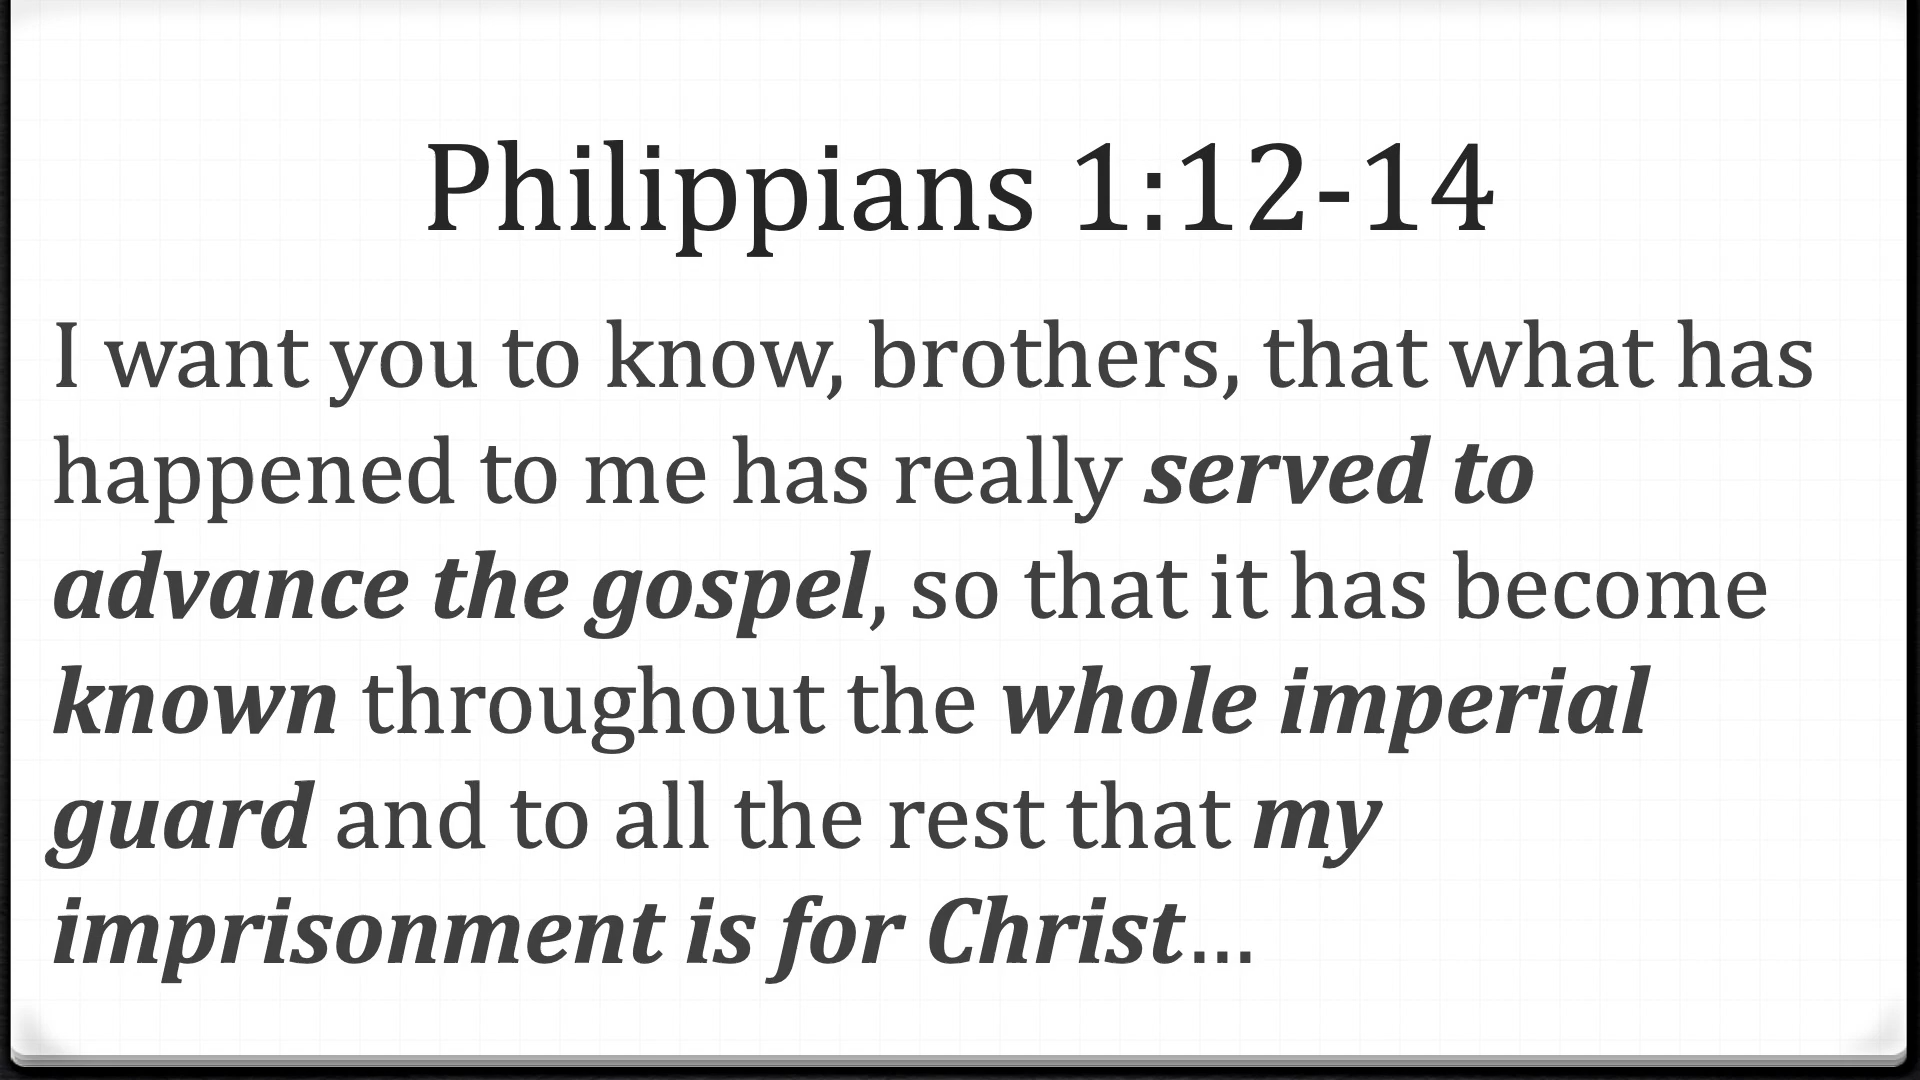 Philippians 1:12-14
I want you to know, brothers, that what has
happened to me has really served to
advance the gospel, so that it has become
known throughout the whole imperial
guard and to all the rest that my
imprisonment is for Christ…